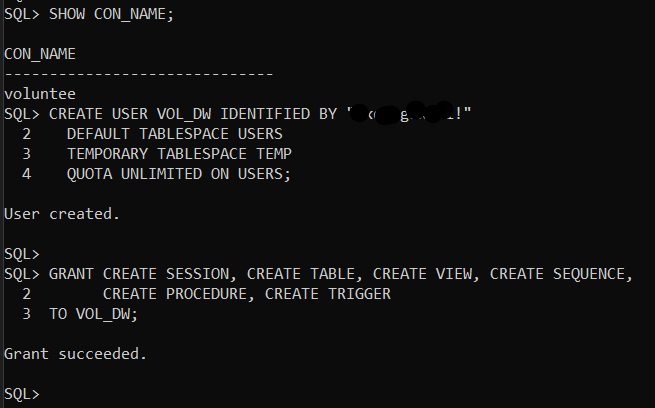 SQL> SHOW CON_NAME;
CON_NAME
------------------------------
voluntee
SQL> CREATE USER VOL_DW IDENTIFIED BY
2 DEFAULT TABLESPACE USERS
3 TEMPORARY TABLESPACE TEMP
4 QUOTA UNLIMITED ON USERS;
User created.
SQL>
SQL> GRANT CREATE SESSION, CREATE TABLE, CREATE VIEW, CREATE SEQUENCE,
2 CREATE PROCEDURE, CREATE TRIGGER
3 TO VOL_DW;
Grant succeeded.
SQL>